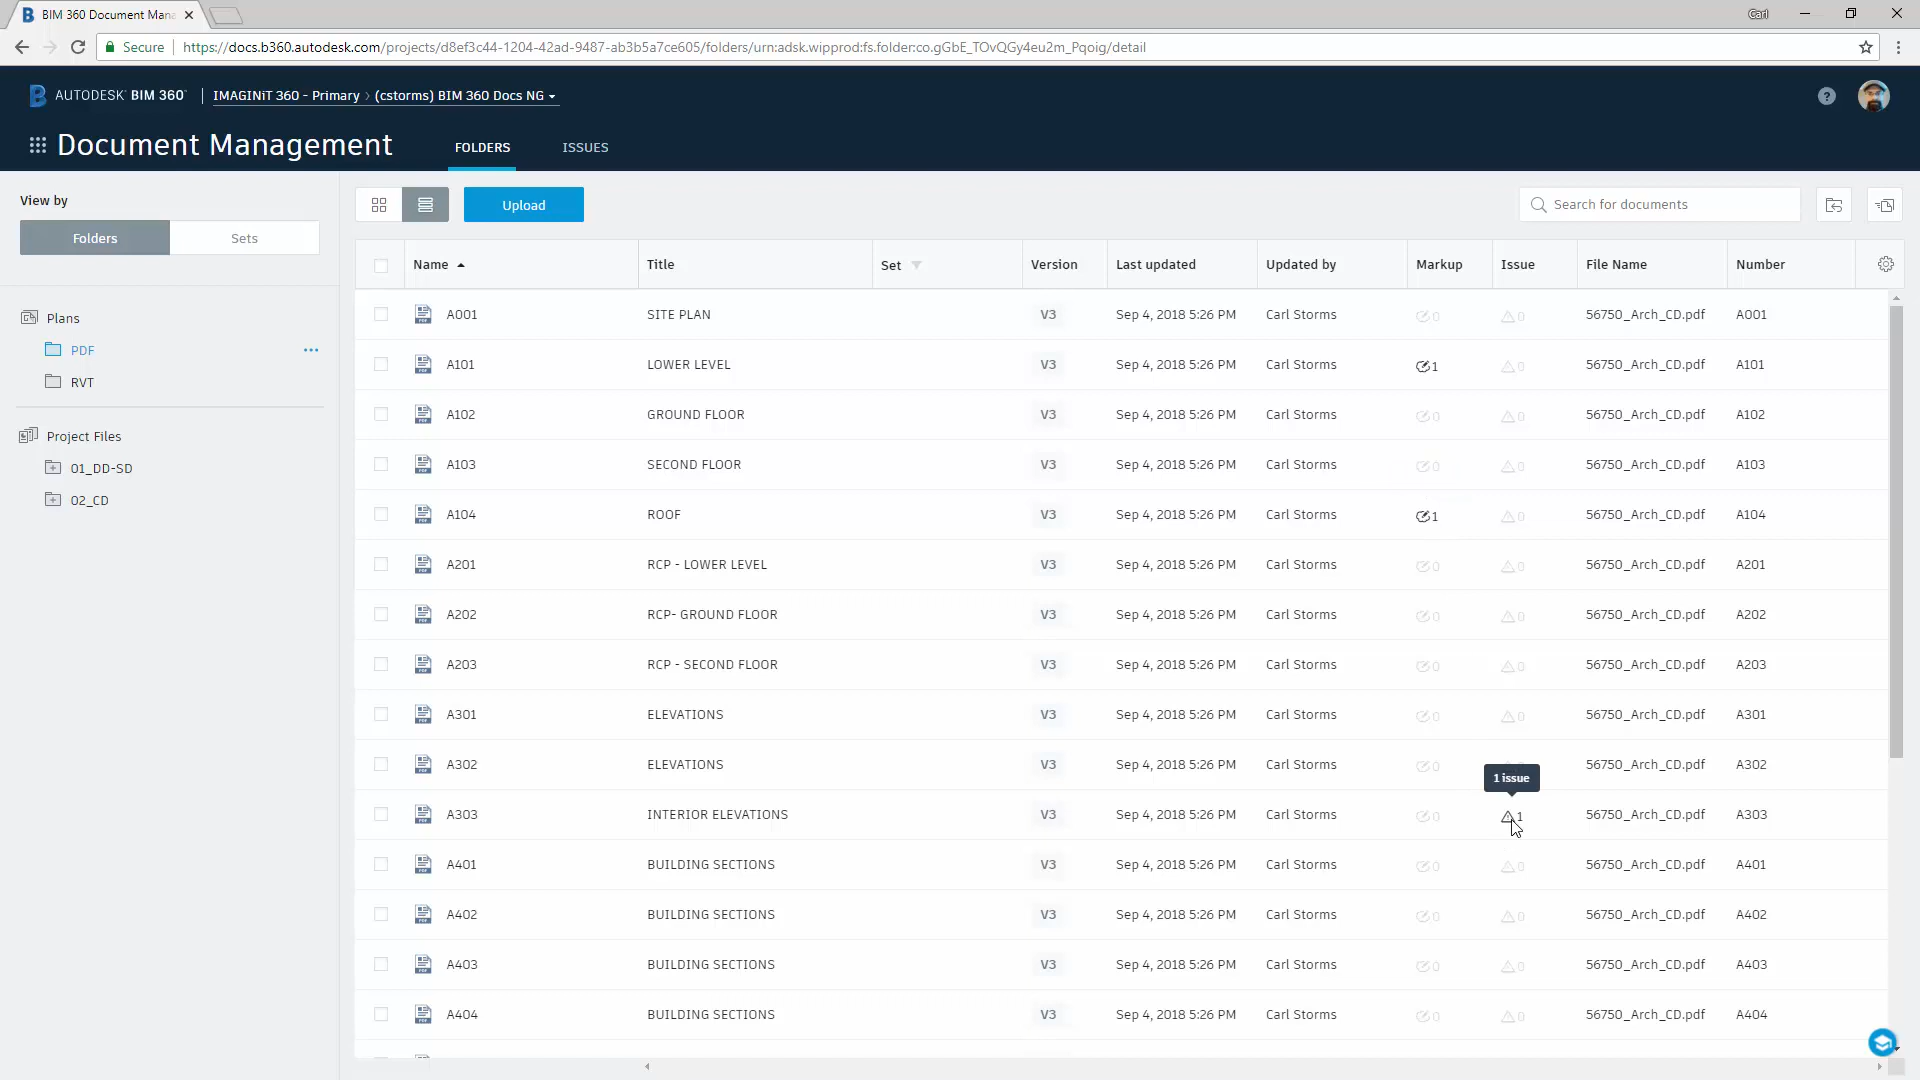 BIM 360 Document Mana
Carl
Secure https://docs.b360.autodesk.com/projects/d8ef3c44-1204-42ad-9487-ab3b5a7ce605/folders/urn:adsk.wipprod:fs.folder:co.gGbE_TOvQGy4eu2m_Pqoig/detail
AUTODESK BIM 360 IMAGINiT 360 - Primary > (cstorms) BIM 360 Docs NG
Document Management FOLDERS ISSUES
View by
Folders Sets
Plans
PDF
RVT
Project Files
01_DD-SD
02_CD
Upload Search for documents
Name Title Set Version Last updated Updated by Markup Issue File Name Number
A001 SITE PLAN V3 Sep 4, 2018 5:26 PM Carl Storms 0 0 56750_Arch_CD.pdf A001
A101 LOWER LEVEL V3 Sep 4, 2018 5:26 PM Carl Storms 1 0 56750_Arch_CD.pdf A101
A102 GROUND FLOOR V3 Sep 4, 2018 5:26 PM Carl Storms 0 0 56750_Arch_CD.pdf A102
A103 SECOND FLOOR V3 Sep 4, 2018 5:26 PM Carl Storms 0 0 56750_Arch_CD.pdf A103
A104 ROOF V3 Sep 4, 2018 5:26 PM Carl Storms 1 0 56750_Arch_CD.pdf A104
A201 RCP - LOWER LEVEL V3 Sep 4, 2018 5:26 PM Carl Storms 0 0 56750_Arch_CD.pdf A201
A202 RCP- GROUND FLOOR V3 Sep 4, 2018 5:26 PM Carl Storms 0 0 56750_Arch_CD.pdf A202
A203 RCP - SECOND FLOOR V3 Sep 4, 2018 5:26 PM Carl Storms 0 0 56750_Arch_CD.pdf A203
A301 ELEVATIONS V3 Sep 4, 2018 5:26 PM Carl Storms 0 0 56750_Arch_CD.pdf A301
A302 ELEVATIONS V3 Sep 4, 2018 5:26 PM Carl Storms 0 56750_Arch_CD.pdf A302
1 issue
A303 INTERIOR ELEVATIONS V3 Sep 4, 2018 5:26 PM Carl Storms 0 1 56750_Arch_CD.pdf A303
A401 BUILDING SECTIONS V3 Sep 4, 2018 5:26 PM Carl Storms 0 0 56750_Arch_CD.pdf A401
A402 BUILDING SECTIONS V3 Sep 4, 2018 5:26 PM Carl Storms 0 0 56750_Arch_CD.pdf A402
A403 BUILDING SECTIONS V3 Sep 4, 2018 5:26 PM Carl Storms 0 0 56750_Arch_CD.pdf A403
A404 BUILDING SECTIONS V3 Sep 4, 2018 5:26 PM Carl Storms 0 0 56750_Arch_CD.pdf A404